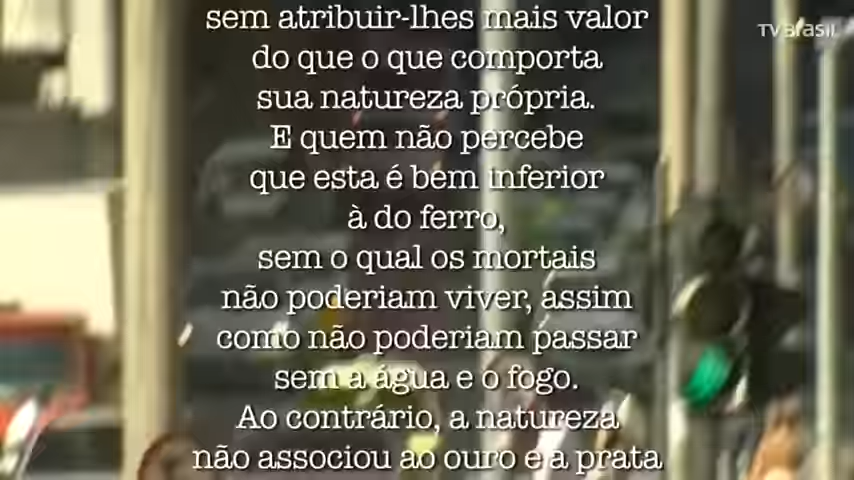 sem atribuir-lhes mais valor
TVBrasil
do que o que comporta
sua natureza própria.
E quem não percebe
que esta é bem inferior
à do ferro,
sem o qual os mortais
não poderiam viver, assim
como não poderiam passar
sem a água e o fogo.
Ao contrário, a natureza
não associou ao ouro e a prata